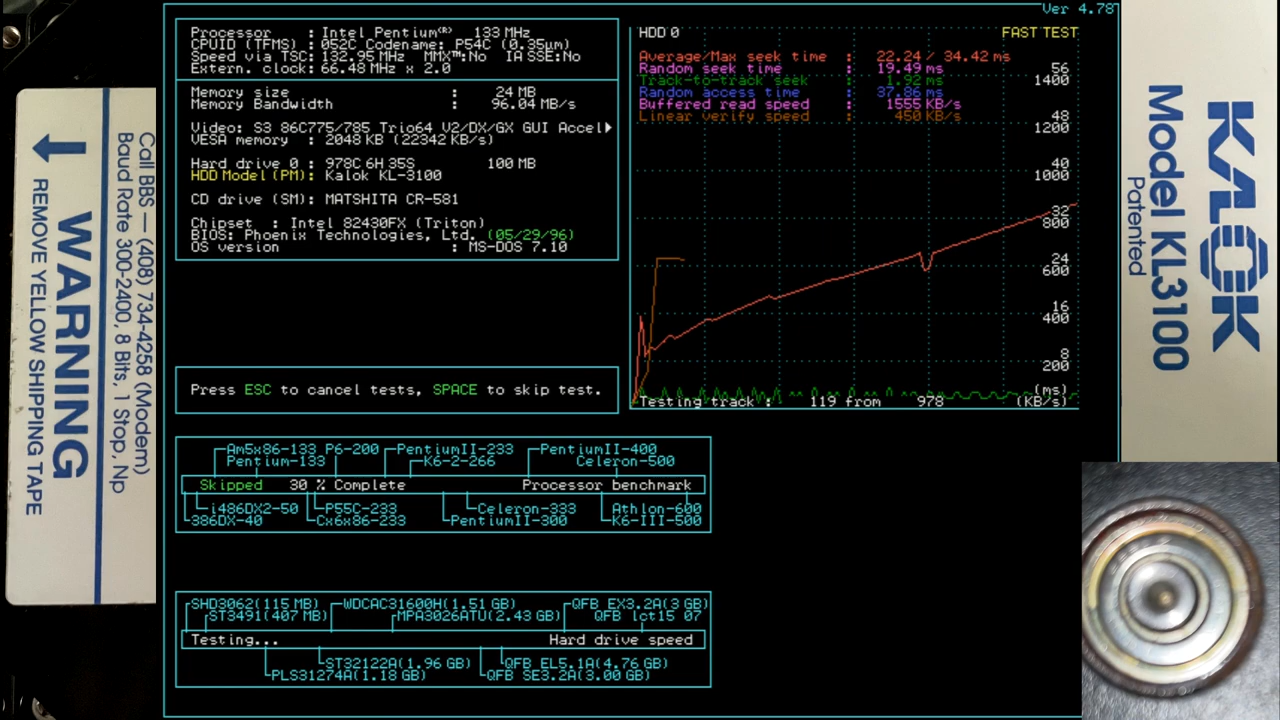 Ver 4.78
Processor : Intel Pentium(R) 133 MHz
CPUID (TFMS) : 052C Codename: P54C (0.35µm)
Speed via TSC: 132.95 MHz MMX™:No IA SSE:No
Extern. clock: 66.48 MHz x 2.0
Memory size : 24 MB
Memory Bandwidth : 96.04 MB/s
Video: S3 86C775/785 Trio64 V2/DX/GX GUI Accel
VESA memory : 2048 KB (22342 KB/s)
Hard drive 0 : 978C 6H 35S 100 MB
HDD Model (PM): Kalok KL-3100
CD drive (SM): MATSHITA CR-581
Chipset : Intel 82430FX (Triton)
BIOS: Phoenix Technologies, Ltd. (05/29/96)
OS version : MS-DOS 7.10
HDD 0 FAST TEST
Average/Max seek time : 22.24 / 34.42 ms
Random seek time : 19.49 ms 56
Track-to-track seek : 1.92 ms 1400
Random access time : 37.86 ms
Buffered read speed : 1555 KB/s
Linear verify speed : 450 KB/s 48
1200
40
1000
32
800
24
600
16
400
8
200
(ms)
Testing track : 119 from 978 (KB/s)
Press ESC to cancel tests, SPACE to skip test.
Am5x86-133 P6-200 PentiumII-233 PentiumII-400
Pentium-133 K6-2-266 Celeron-500
Skipped 30 % Complete Processor benchmark
i486DX2-50 P55C-233 Celeron-333 Athlon-600
386DX-40 Cx6x86-233 PentiumII-300 K6-III-500
SHD3062(115 MB) WDCAC31600H(1.51 GB) QFB EX3.2A(3 GB)
ST3491(407 MB) MPA3026ATU(2.43 GB) QFB lct15 07
Testing... Hard drive speed
ST32122A(1.96 GB) QFB EL5.1A(4.76 GB)
PLS31274A(1.18 GB) QFB SE3.2A(3.00 GB)
Call BBS — (408) 734-4258 (Modem)
Baud Rate 300-2400, 8 Bits, 1 Stop, Np
WARNING
REMOVE YELLOW SHIPPING TAPE
KALOK
Model KL3100
Patented